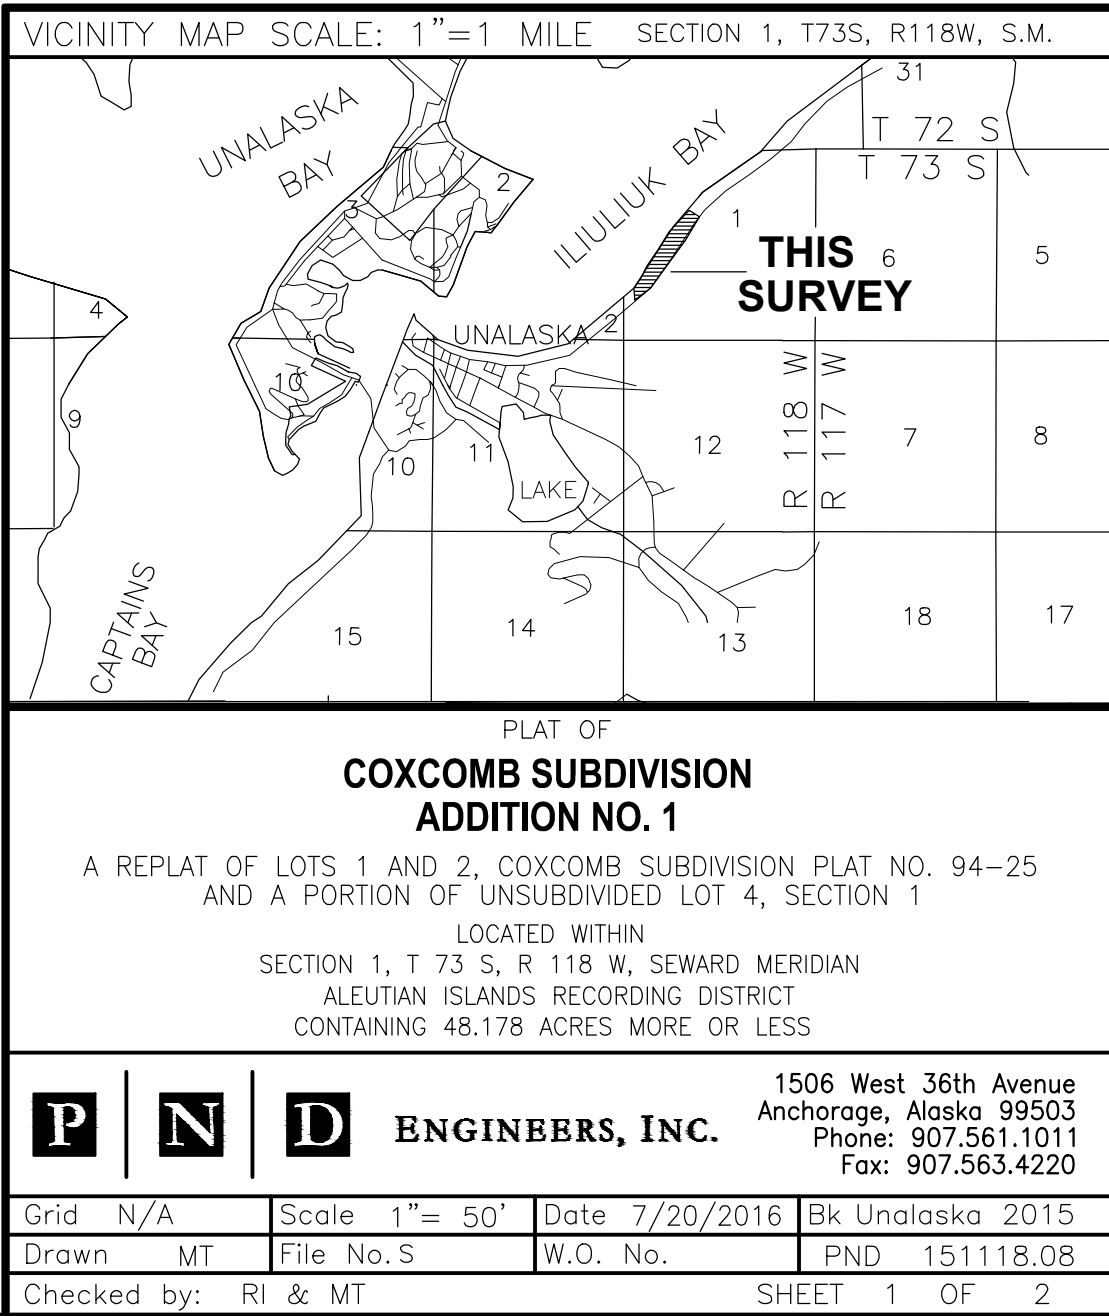 VICINITY MAP SCALE: 1"=1 MILE SECTION 1, T73S, R118W, S.M.
31
UNALASKA
BAY
ILIULIUK BAY
T 72 S
T 73 S
2
3
1
THIS
SURVEY
6
5
4
UNALASKA
2
R 118 W
R 117 W
10
9
10
11
12
7
8
LAKE
CAPTAINS
BAY
15
14
13
18
17
PLAT OF
COXCOMB SUBDIVISION
ADDITION NO. 1
A REPLAT OF LOTS 1 AND 2, COXCOMB SUBDIVISION PLAT NO. 94-25
AND A PORTION OF UNSUBDIVIDED LOT 4, SECTION 1
LOCATED WITHIN
SECTION 1, T 73 S, R 118 W, SEWARD MERIDIAN
ALEUTIAN ISLANDS RECORDING DISTRICT
CONTAINING 48.178 ACRES MORE OR LESS
P N D ENGINEERS, INC.
1506 West 36th Avenue
Anchorage, Alaska 99503
Phone: 907.561.1011
Fax: 907.563.4220
Grid N/A Scale 1"= 50' Date 7/20/2016 Bk Unalaska 2015
Drawn MT File No. S W.O. No. PND 151118.08
Checked by: RI & MT SHEET 1 OF 2